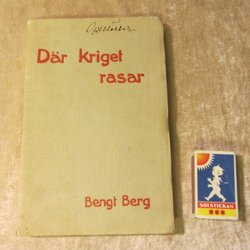 Där kriget
rasar
Bengt Berg
SOLSTICKAN